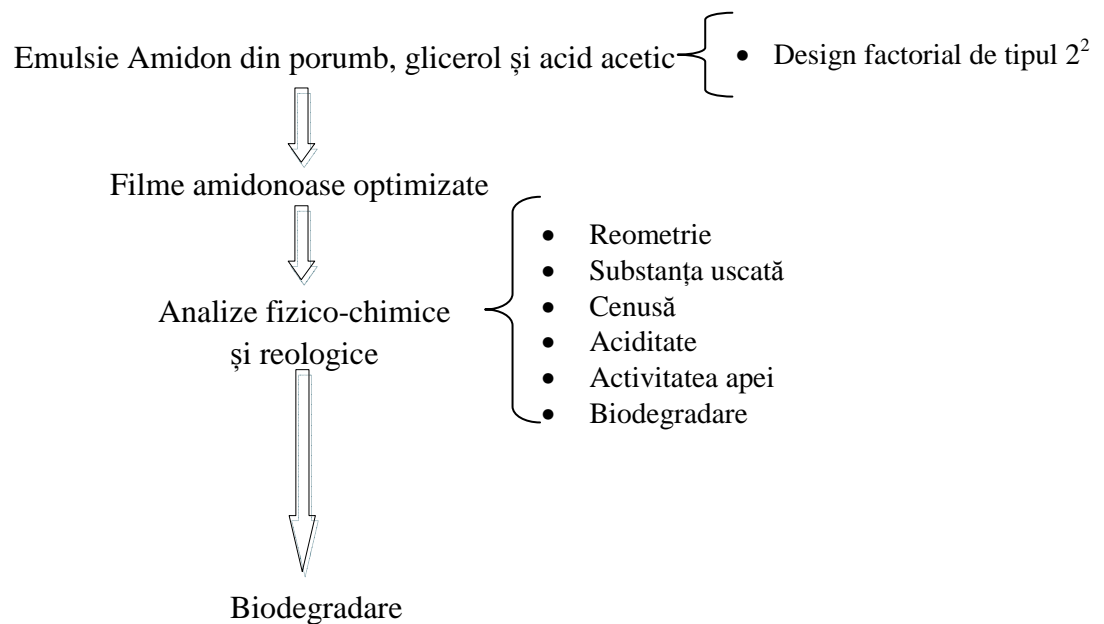 Emulsie Amidon din porumb, glicerol și acid acetic
• Design factorial de tipul 2²
Filme amidonoase optimizate
Analize fizico-chimice
și reologice
• Reometrie
• Substanța uscată
• Cenusă
• Aciditate
• Activitatea apei
• Biodegradare
Biodegradare